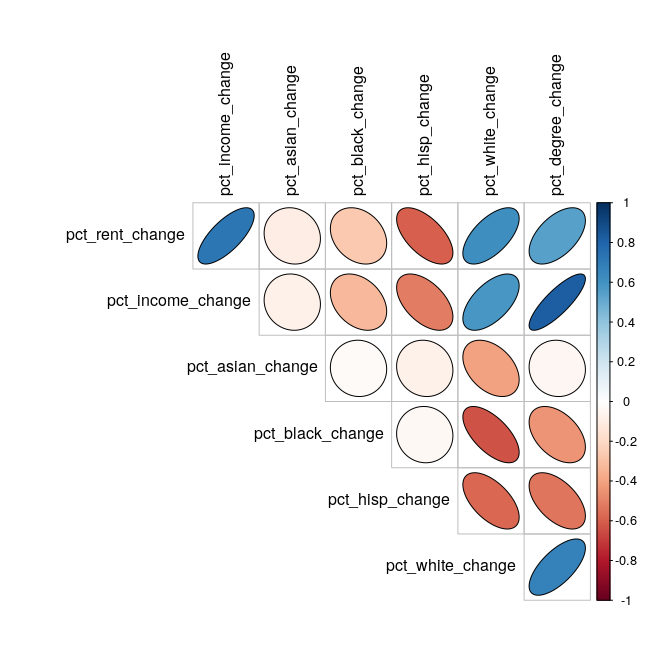 pct_income_change
pct_asian_change
pct_black_change
pct_hisp_change
pct_white_change
pct_degree_change
pct_rent_change
pct_income_change
pct_asian_change
pct_black_change
pct_hisp_change
pct_white_change
1
0.8
0.6
0.4
0.2
0
-0.2
-0.4
-0.6
-0.8
-1